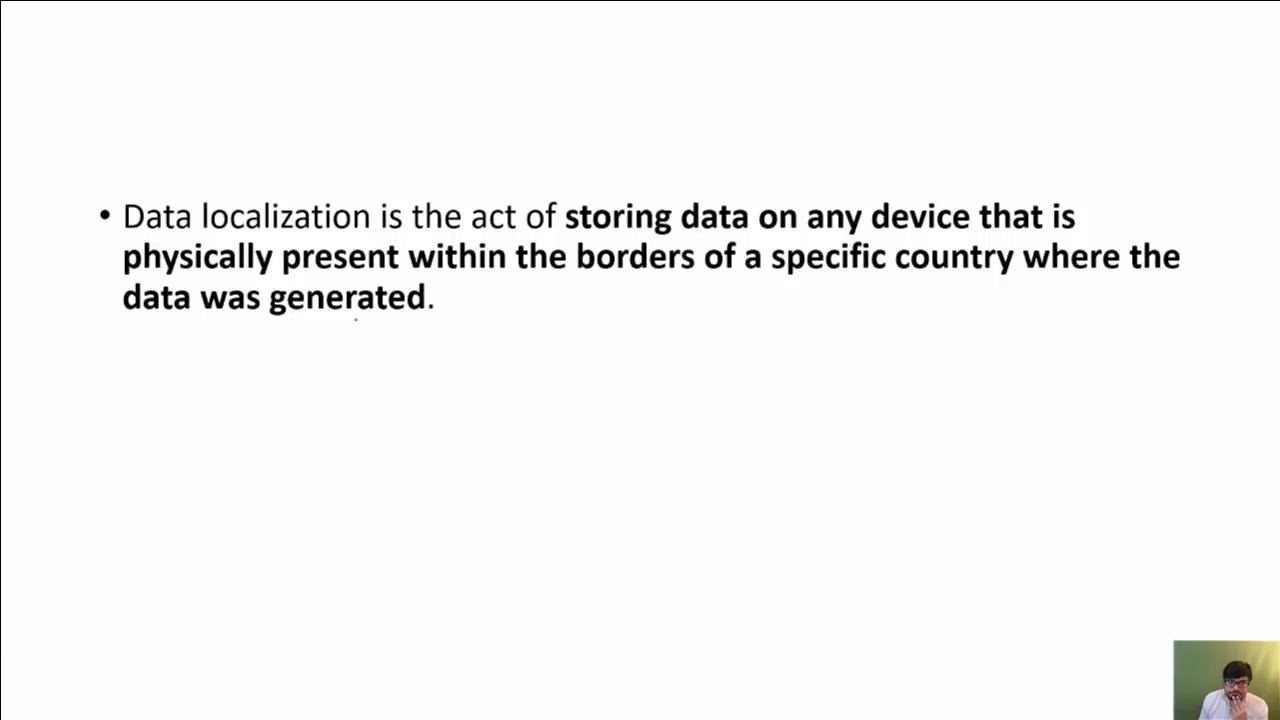 • Data localization is the act of storing data on any device that is
physically present within the borders of a specific country where the
data was generated.